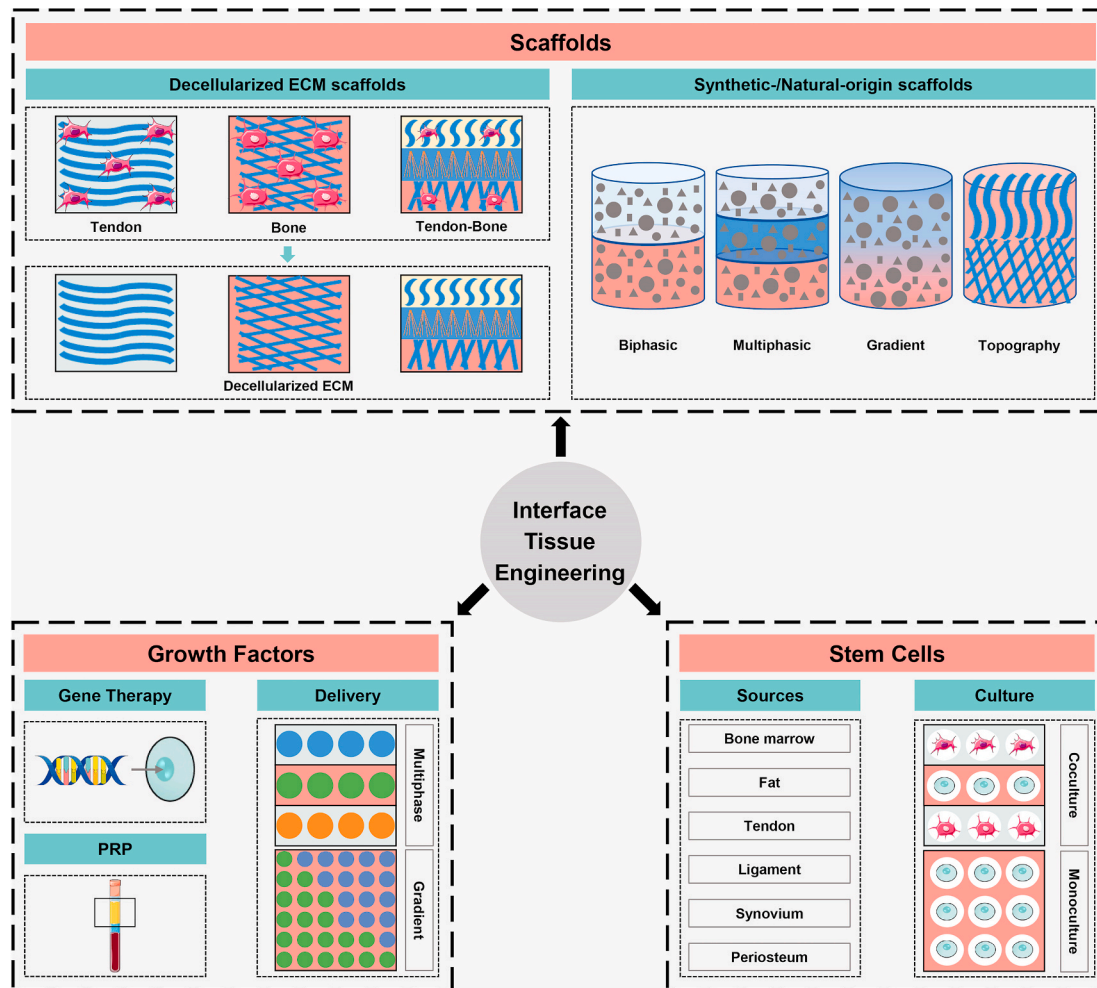 Scaffolds
Decellularized ECM scaffolds
Synthetic-/Natural-origin scaffolds
Tendon
Bone
Tendon-Bone
Decellularized ECM
Biphasic
Multiphasic
Gradient
Topography
Interface
Tissue
Engineering
Growth Factors
Gene Therapy
Delivery
PRP
Multiphase
Gradient
Stem Cells
Sources
Culture
Bone marrow
Fat
Tendon
Ligament
Synovium
Periosteum
Coculture
Monoculture